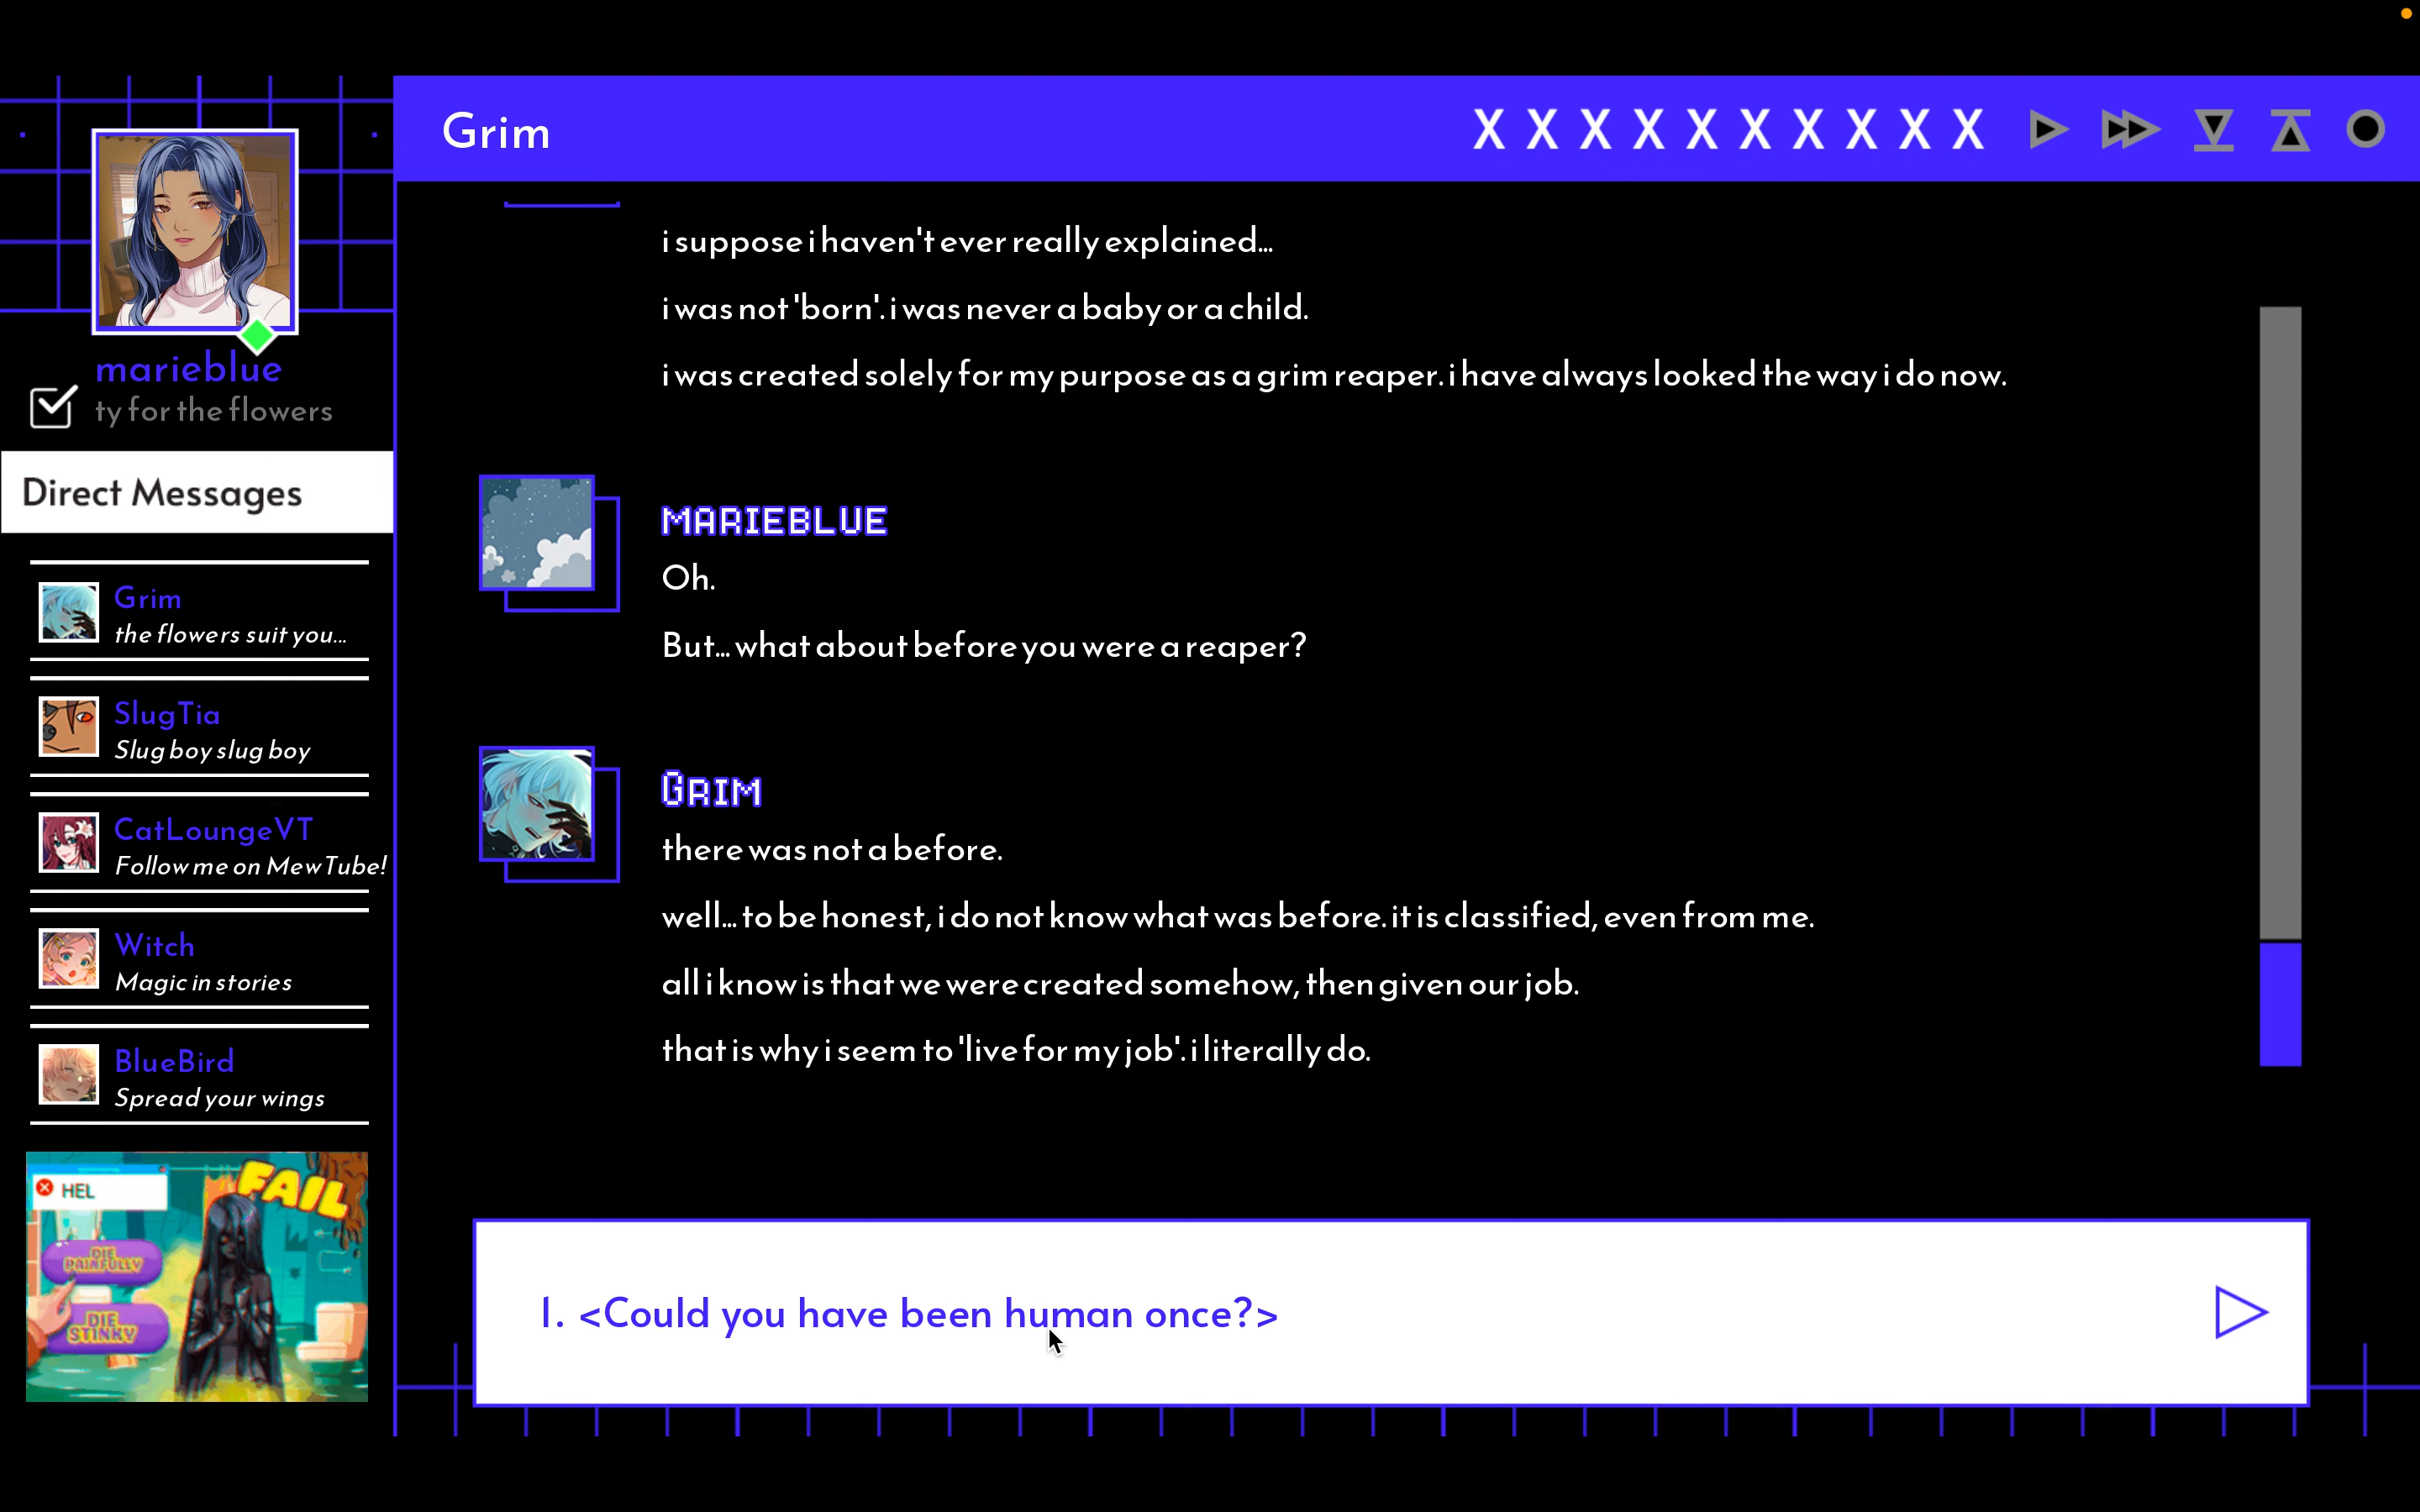 Grim
X X X X X X X X X X
marieblue
ty for the flowers
Direct Messages
Grim
the flowers suit you...
SlugTia
Slug boy slug boy
CatLoungeVT
Follow me on MewTube!
Witch
Magic in stories
BlueBird
Spread your wings
HEL
FAIL
DIE
PAINFULLY
DIE
STINKY
i suppose i haven't ever really explained...
i was not 'born'. i was never a baby or a child.
i was created solely for my purpose as a grim reaper. i have always looked the way i do now.
MARIEBLUE
Oh.
But... what about before you were a reaper?
GRIM
there was not a before.
well... to be honest, i do not know what was before. it is classified, even from me.
all i know is that we were created somehow, then given our job.
that is why i seem to 'live for my job'. i literally do.
1. <Could you have been human once?>